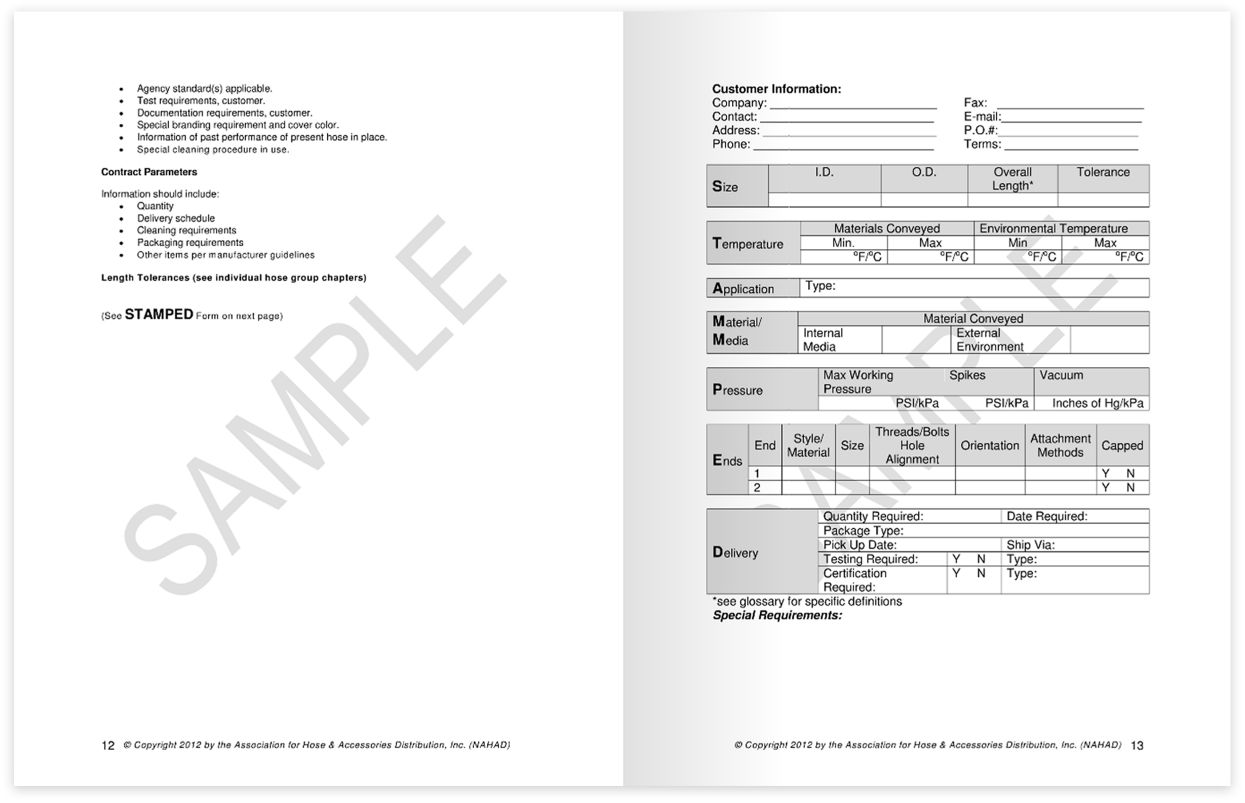 • Agency standard(s) applicable.
• Test requirements, customer.
• Documentation requirements, customer.
• Special branding requirement and cover color.
• Information of past performance of present hose in place.
• Special cleaning procedure in use.
Contract Parameters
Information should include:
• Quantity
• Delivery schedule
• Cleaning requirements
• Packaging requirements
• Other items per manufacturer guidelines
Length Tolerances (see individual hose group chapters)
(See STAMPED Form on next page)
SAMPLE
12 © Copyright 2012 by the Association for Hose & Accessories Distribution, Inc. (NAHAD)
Customer Information:
Company: Fax:
Contact: E-mail:
Address: P.O.#:
Phone: Terms:
Size I.D. O.D. Overall Length* Tolerance
Temperature Materials Conveyed Environmental Temperature
Min. Max Min Max
ºF/ºC ºF/ºC ºF/ºC ºF/ºC
Application Type:
Material/ Media Material Conveyed
Internal Media External Environment
Pressure Max Working Pressure Spikes Vacuum
PSI/kPa PSI/kPa Inches of Hg/kPa
Ends End Style/ Material Size Threads/Bolts Hole Alignment Orientation Attachment Methods Capped
1 Y N
2 Y N
Delivery Quantity Required: Date Required:
Package Type:
Pick Up Date: Ship Via:
Testing Required: Y N Type:
Certification Required: Y N Type:
*see glossary for specific definitions
Special Requirements:
SAMPLE
© Copyright 2012 by the Association for Hose & Accessories Distribution, Inc. (NAHAD) 13